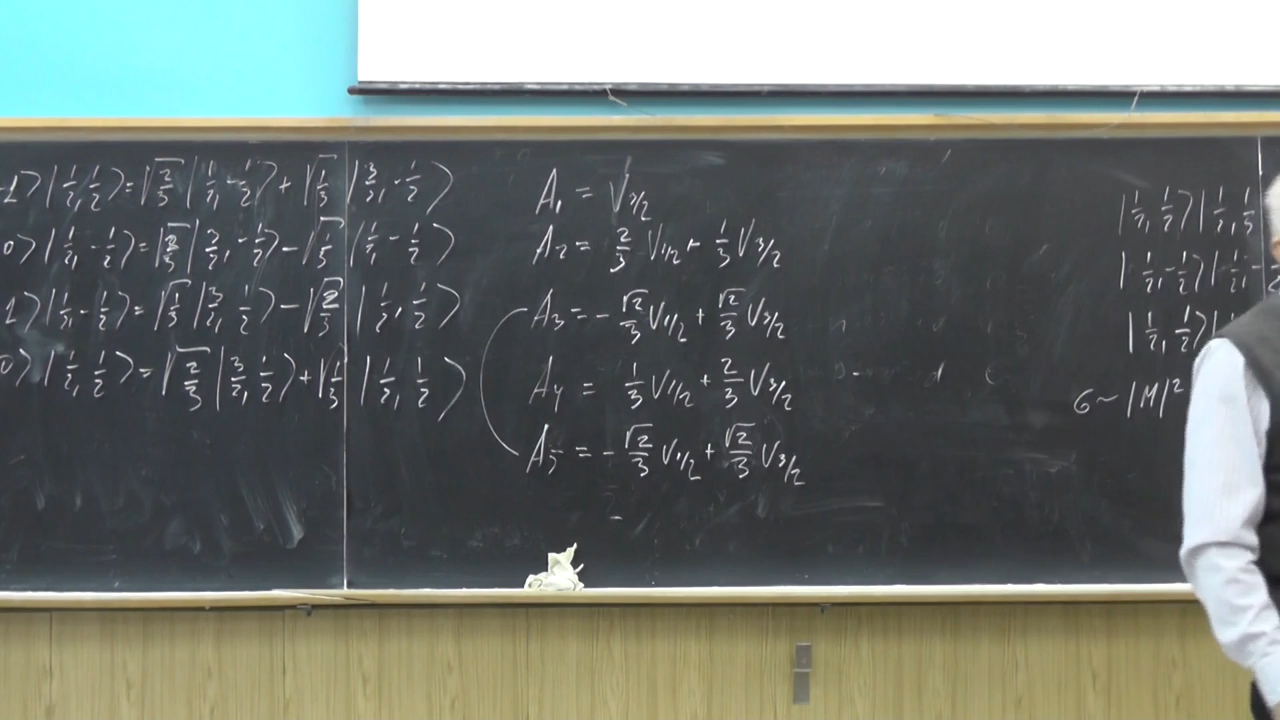 1⟩|1/2, 1/2⟩ = √2/3 |1/2, -1/2⟩ + √1/3 |3/2, -1/2⟩
0⟩|1/2, -1/2⟩ = √2/3 |3/2, -1/2⟩ - √1/3 |1/2, -1/2⟩
1⟩|1/2, -1/2⟩ = √1/3 |3/2, 1/2⟩ - √2/3 |1/2, 1/2⟩
0⟩|1/2, 1/2⟩ = √2/3 |3/2, 1/2⟩ + √1/3 |1/2, 1/2⟩
A₁ = V₃/₂
A₂ = 2/3 V₁/₂ + 1/3 V₃/₂
A₃ = - √2/3 V₁/₂ + √2/3 V₃/₂
A₄ = 1/3 V₁/₂ + 2/3 V₃/₂
A₅ = - √2/3 V₁/₂ + √2/3 V₃/₂
|1/2, 1/2⟩|1/2, 1/2
|1/2, -1/2⟩|1/2, -
|1/2, 1/2⟩|
σ ~ |M|²